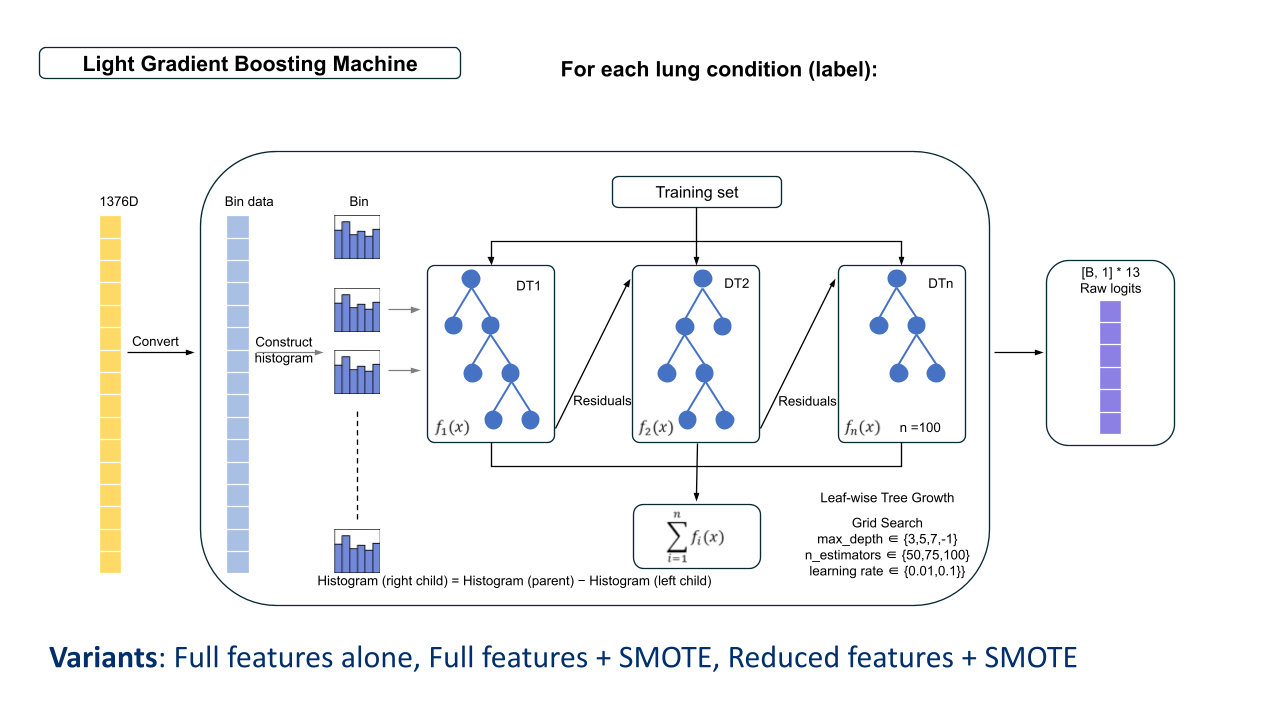 Light Gradient Boosting Machine
For each lung condition (label):
1376D
Bin data
Bin
Training set
Convert
Construct
histogram
DT1
DT2
DTn
Residuals
Residuals
f₁(x)
f₂(x)
fₙ(x)
n =100
[B, 1] * 13
Raw logits
n
∑ fᵢ(x)
i=1
Leaf-wise Tree Growth
Grid Search
max_depth ∈ {3,5,7,-1}
n_estimators ∈ {50,75,100}
learning rate ∈ {0.01,0.1}}
Histogram (right child) = Histogram (parent) − Histogram (left child)
Variants: Full features alone, Full features + SMOTE, Reduced features + SMOTE